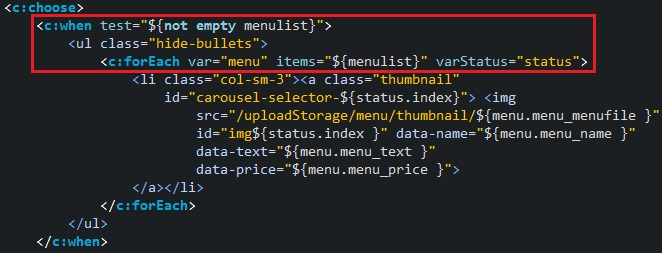 <c:choose>
<c:when test="${not empty menulist}">
<ul class="hide-bullets">
<c:forEach var="menu" items="${menulist}" varStatus="status">
<li class="col-sm-3"><a class="thumbnail"
id="carousel-selector-${status.index}"> <img
src="/uploadStorage/menu/thumbnail/${menu.menu_menufile }"
id="img${status.index }" data-name="${menu.menu_name }"
data-text="${menu.menu_text }"
data-price="${menu.menu_price }">
</a></li>
</c:forEach>
</ul>
</c:when>